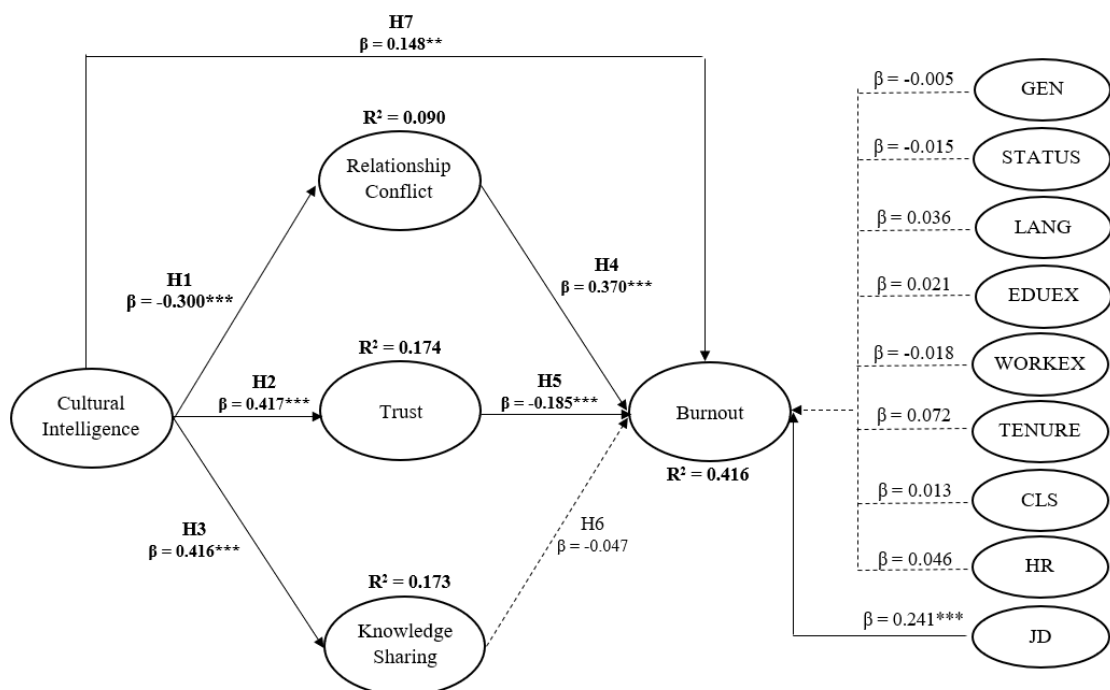 H7
β = 0.148**
R² = 0.090
Relationship
Conflict
H1
β = -0.300***
H4
β = 0.370***
R² = 0.174
Cultural
Intelligence
H2
β = 0.417***
Trust
H5
β = -0.185***
Burnout
R² = 0.416
H3
β = 0.416***
H6
β = -0.047
R² = 0.173
Knowledge
Sharing
β = -0.005
GEN
β = -0.015
STATUS
β = 0.036
LANG
β = 0.021
EDUEX
β = -0.018
WORKEX
β = 0.072
TENURE
β = 0.013
CLS
β = 0.046
HR
β = 0.241***
JD